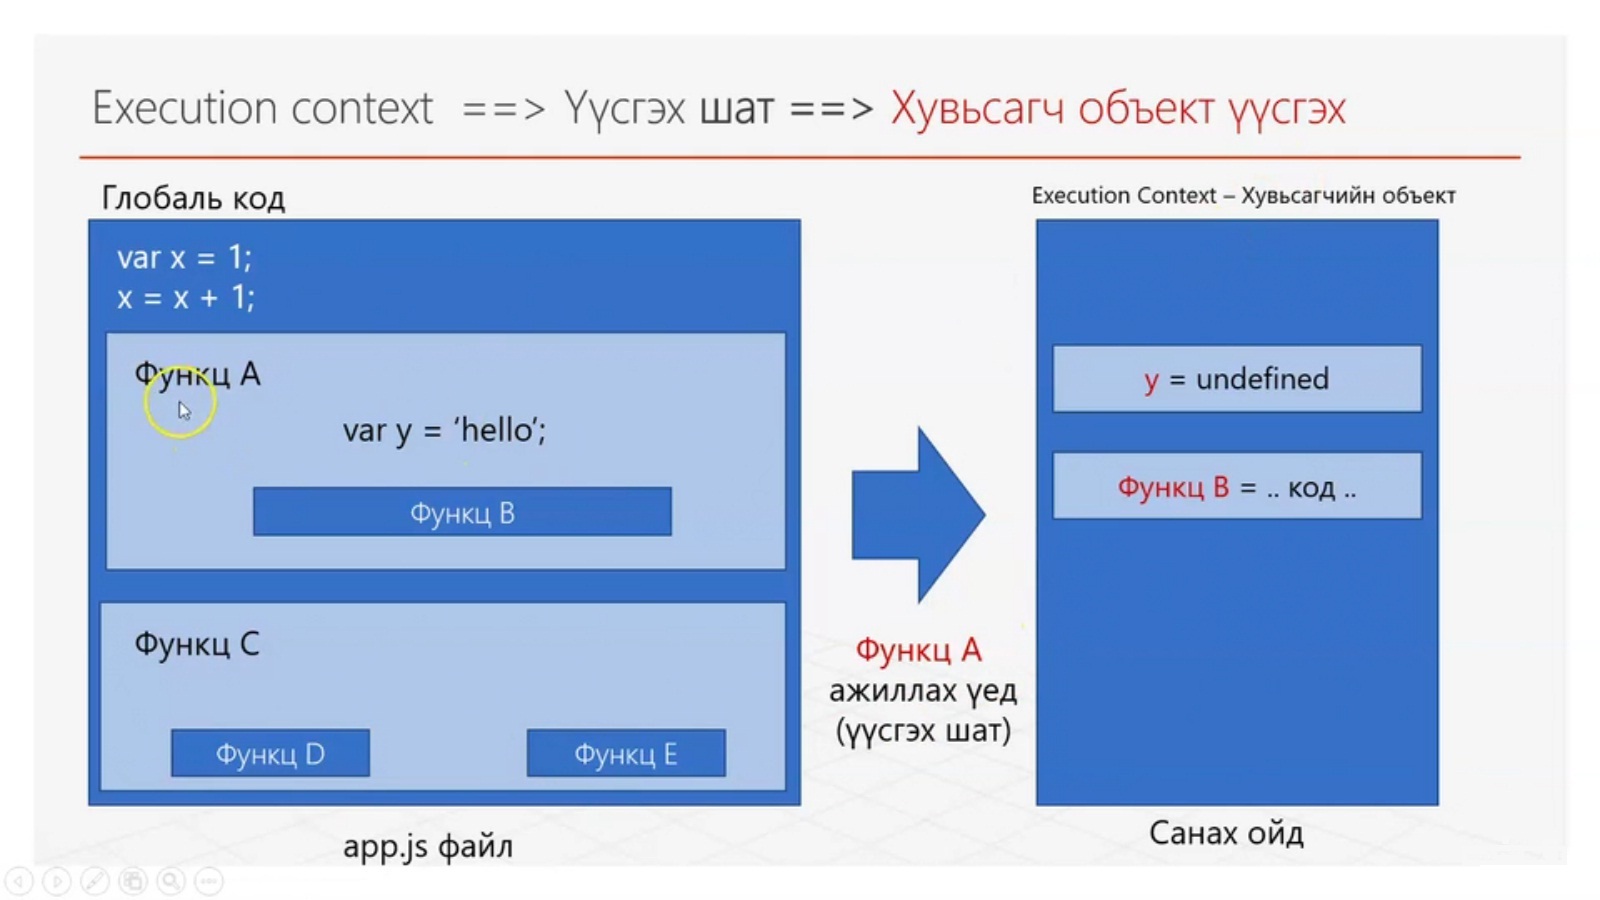 Execution context ==> Үүсгэх шат ==> Хувьсагч объект үүсгэх
Глобаль код
var x = 1;
x = x + 1;
Функц A
var y = ‘hello’;
Функц B
Функц C
Функц D
Функц E
app.js файл
Функц A
ажиллах үед
(үүсгэх шат)
Execution Context – Хувьсагчийн объект
y = undefined
Функц B = .. код ..
Санах ойд